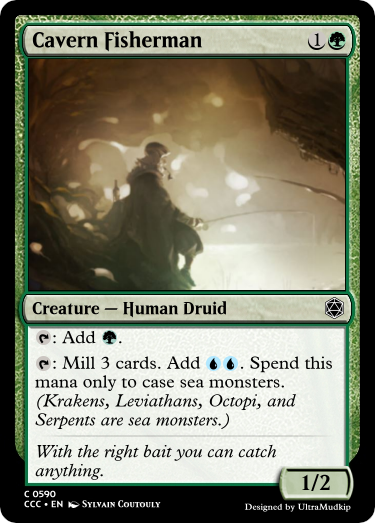 Cavern Fisherman 1
Creature — Human Druid
: Add .
: Mill 3 cards. Add . Spend this
mana only to case sea monsters.
(Krakens, Leviathans, Octopi, and
Serpents are sea monsters.)
With the right bait you can catch
anything.
1/2
C 0590
CCC • EN Sylvain Coutouly
Designed by UltraMudkip